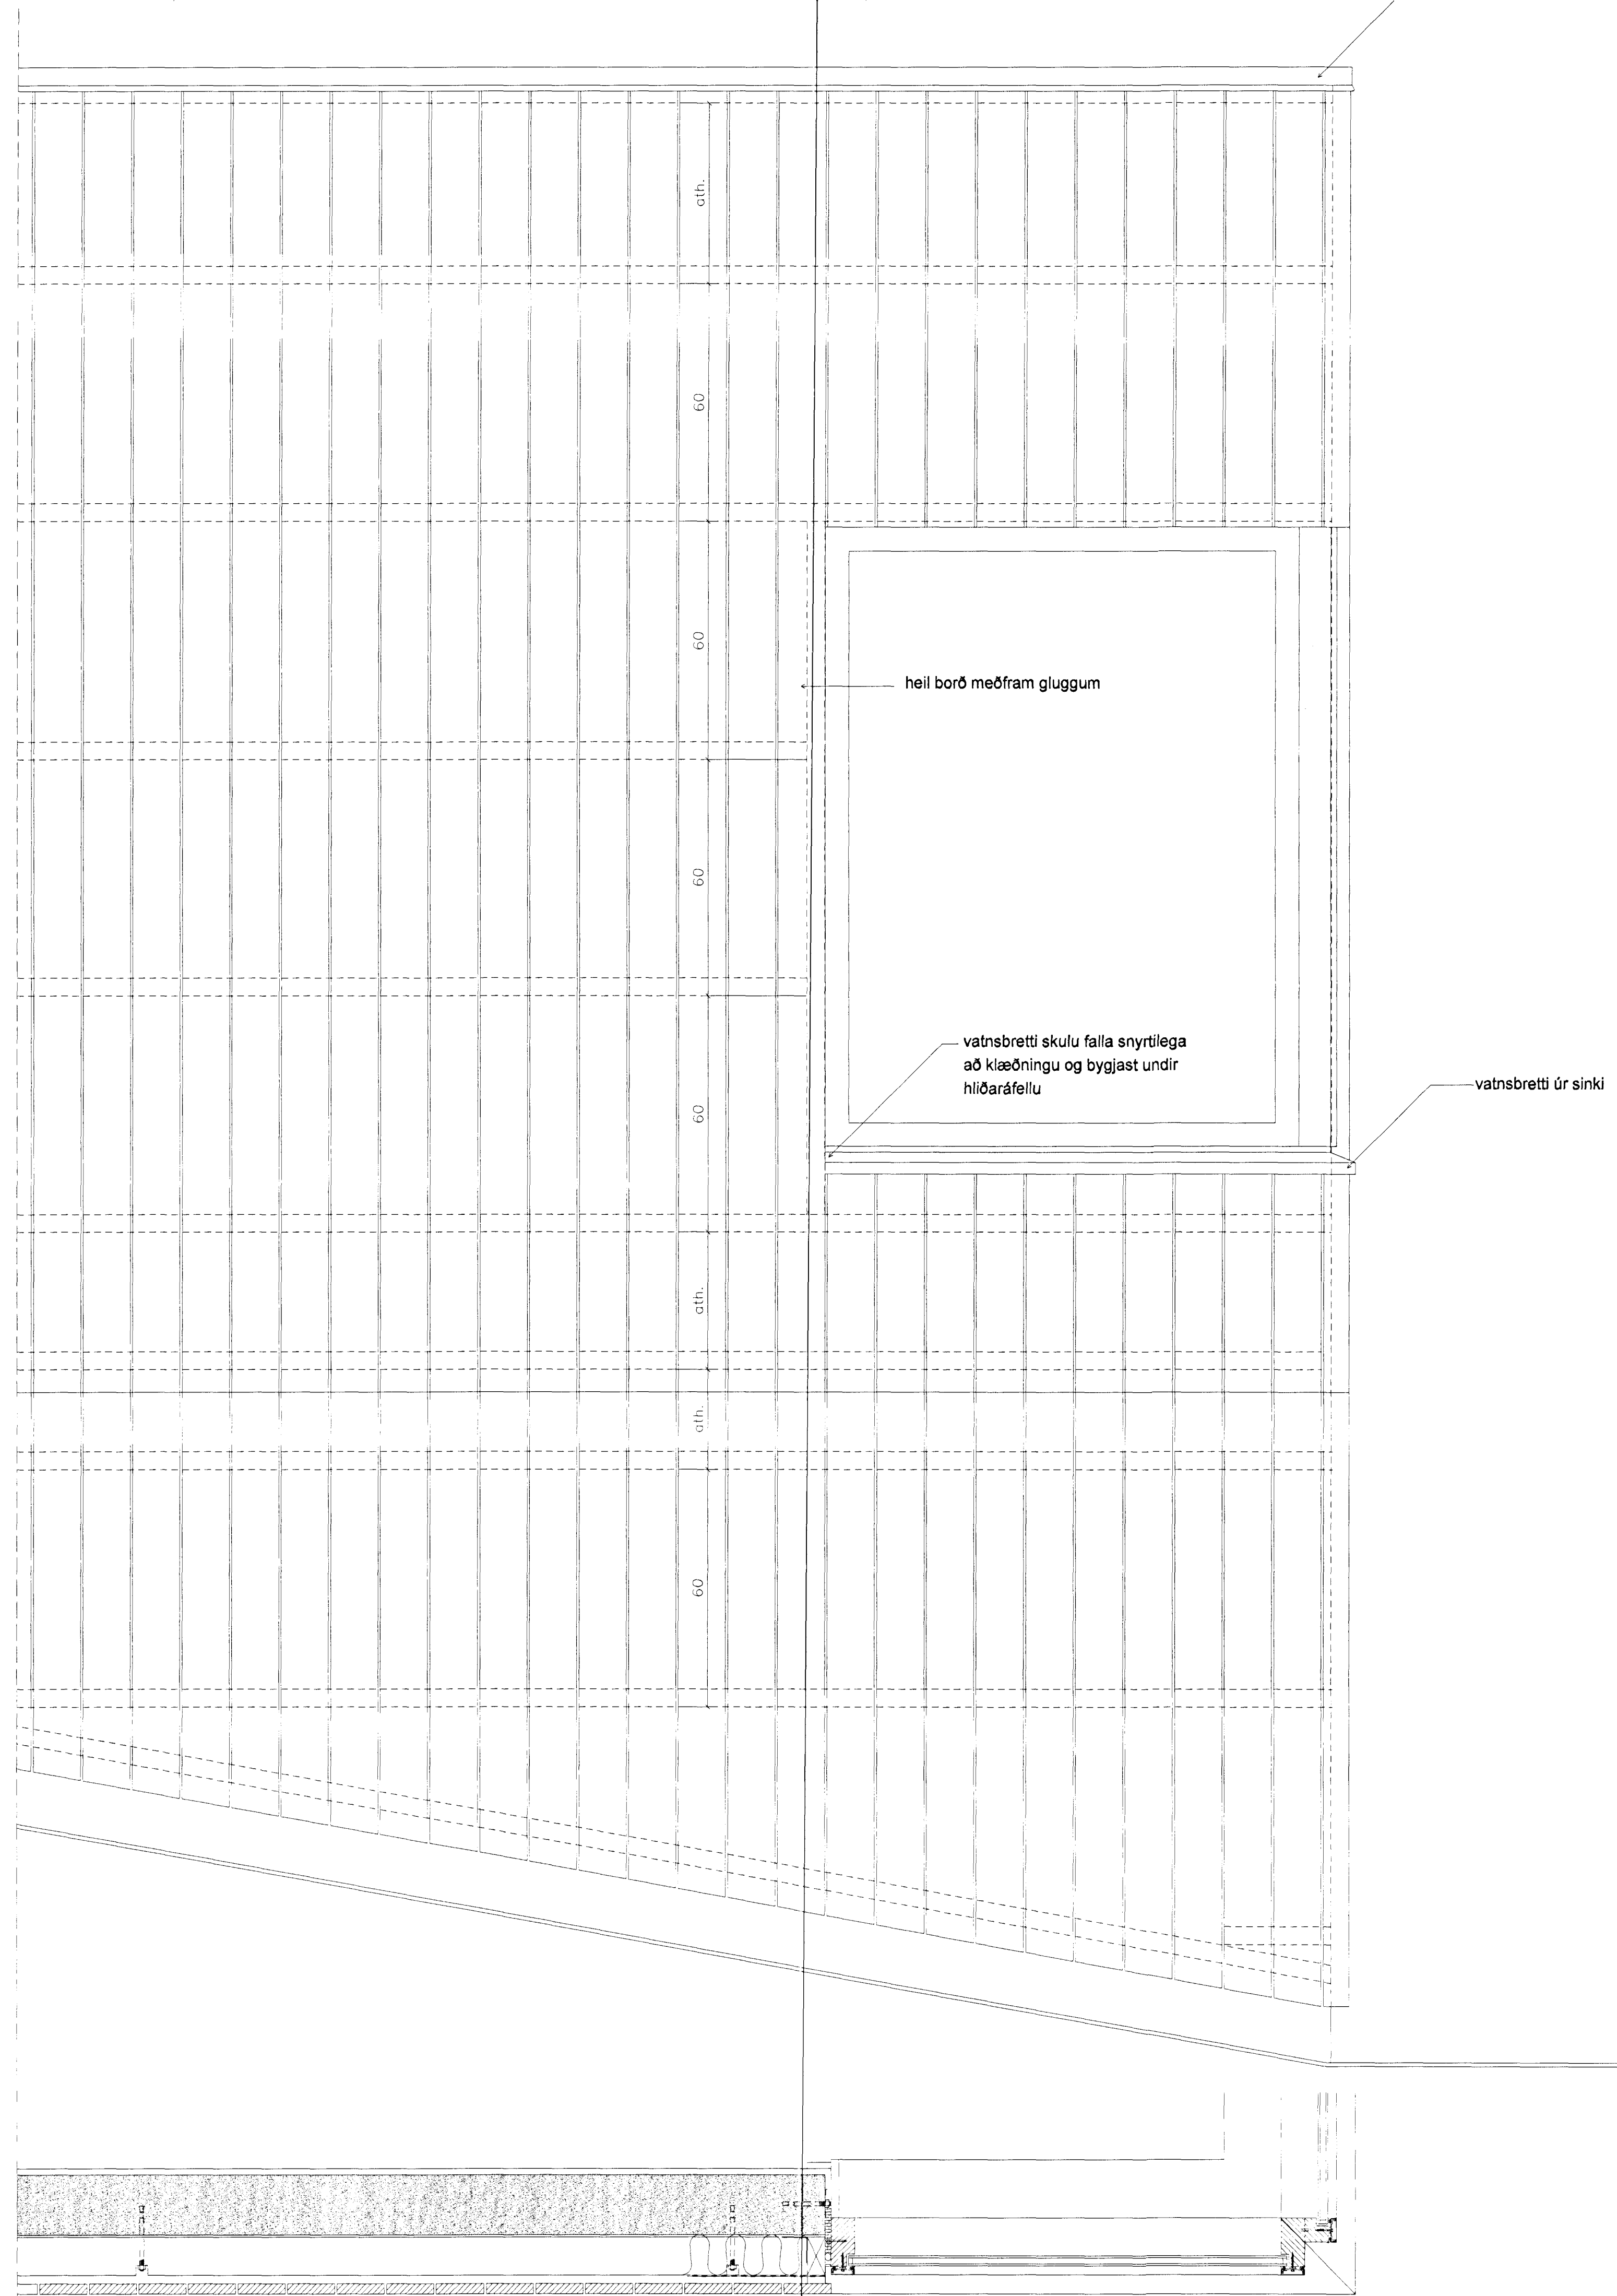 ath.
60
60
heil borð meðfram gluggum
60
vatnsbretti skulu falla snyrtilega
að klæðningu og bygjast undir
hliðaráfellu
vatnsbretti úr sinki
60
ath.
ath.
60